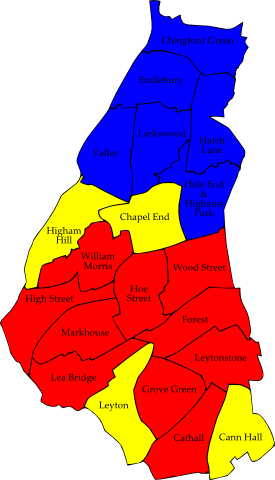 Chingford Green
Endlebury
Larkswood
Hatch
Lane
Valley
Hale End
&
Highams
Park
Chapel End
Higham
Hill
William
Morris
Wood Street
High Street
Hoe
Street
Forest
Markhouse
Leytonstone
Lea Bridge
Grove Green
Leyton
Cathall
Cann Hall